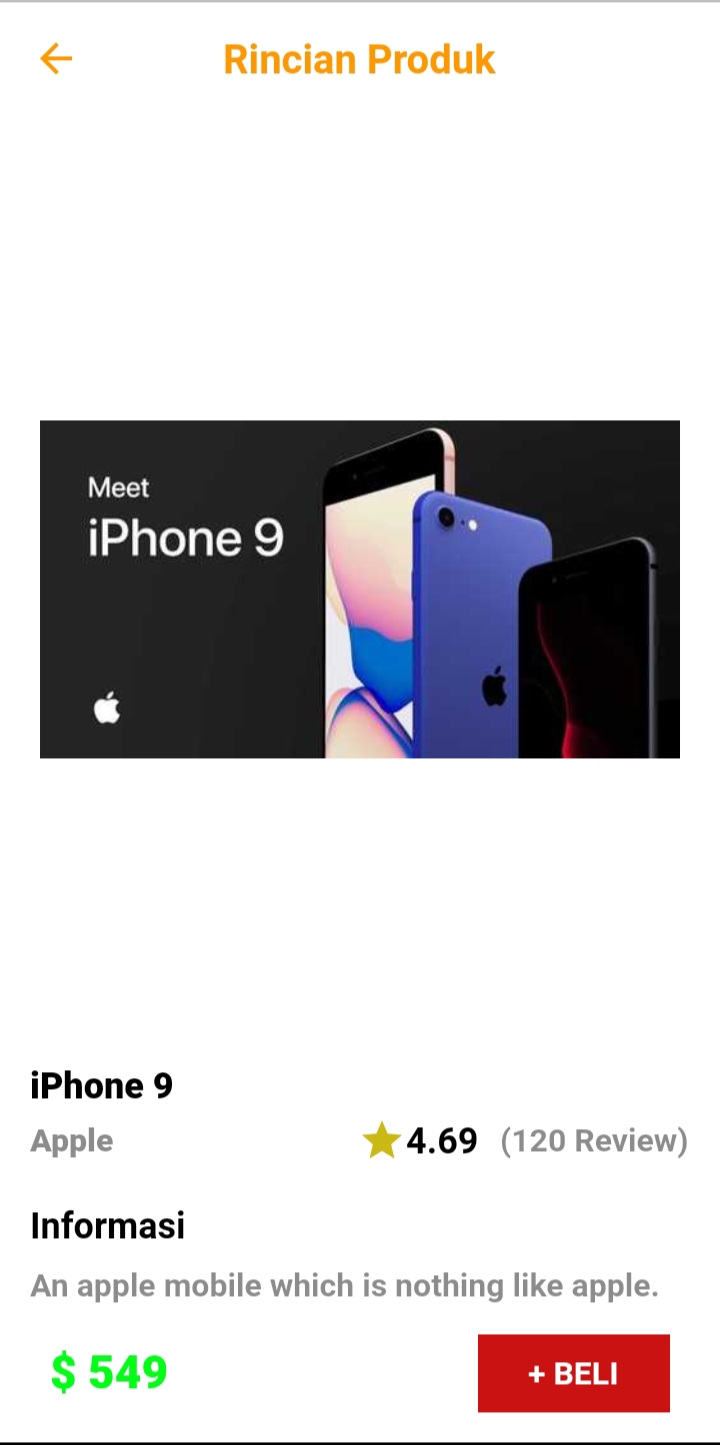 Rincian Produk
Meet
iPhone 9
iPhone 9
Apple
4.69 (120 Review)
Informasi
An apple mobile which is nothing like apple.
$ 549
+ BELI